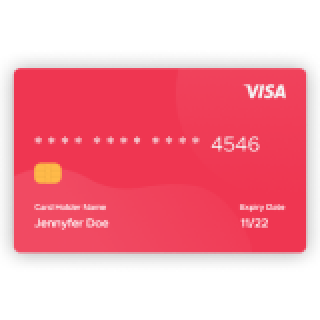 VISA
**** **** **** 4546
Card Holder Name
Expiry Date
Jennyfer Doe
11/22